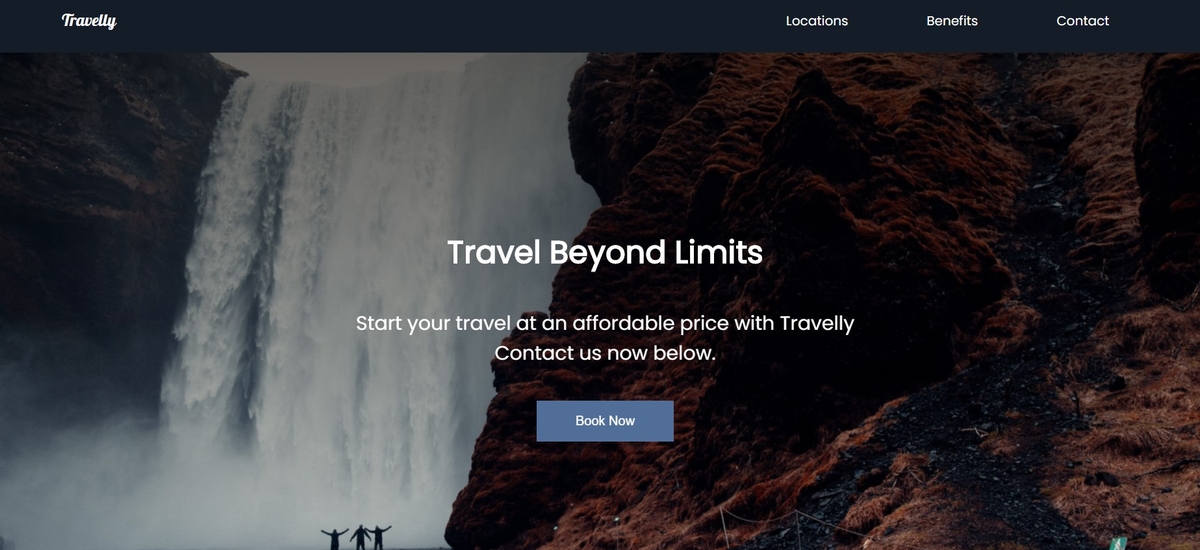 Travelly
Locations
Benefits
Contact
Travel Beyond Limits
Start your travel at an affordable price with Travelly
Contact us now below.
Book Now